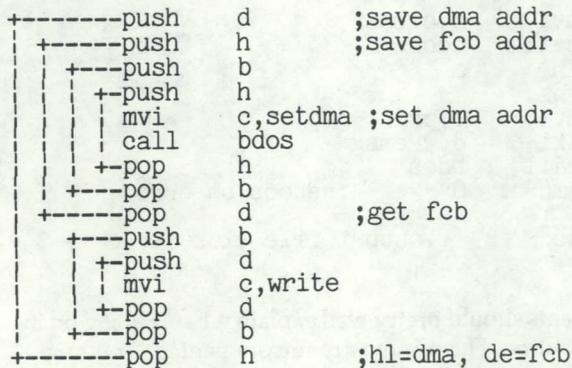 push d ;save dma addr
push h ;save fcb addr
push b
push h
mvi c,setdma ;set dma addr
call bdos
pop h
pop b
pop d ;get fcb
push b
push d
mvi c,write
pop d
pop b
pop h ;hl=dma, de=fcb